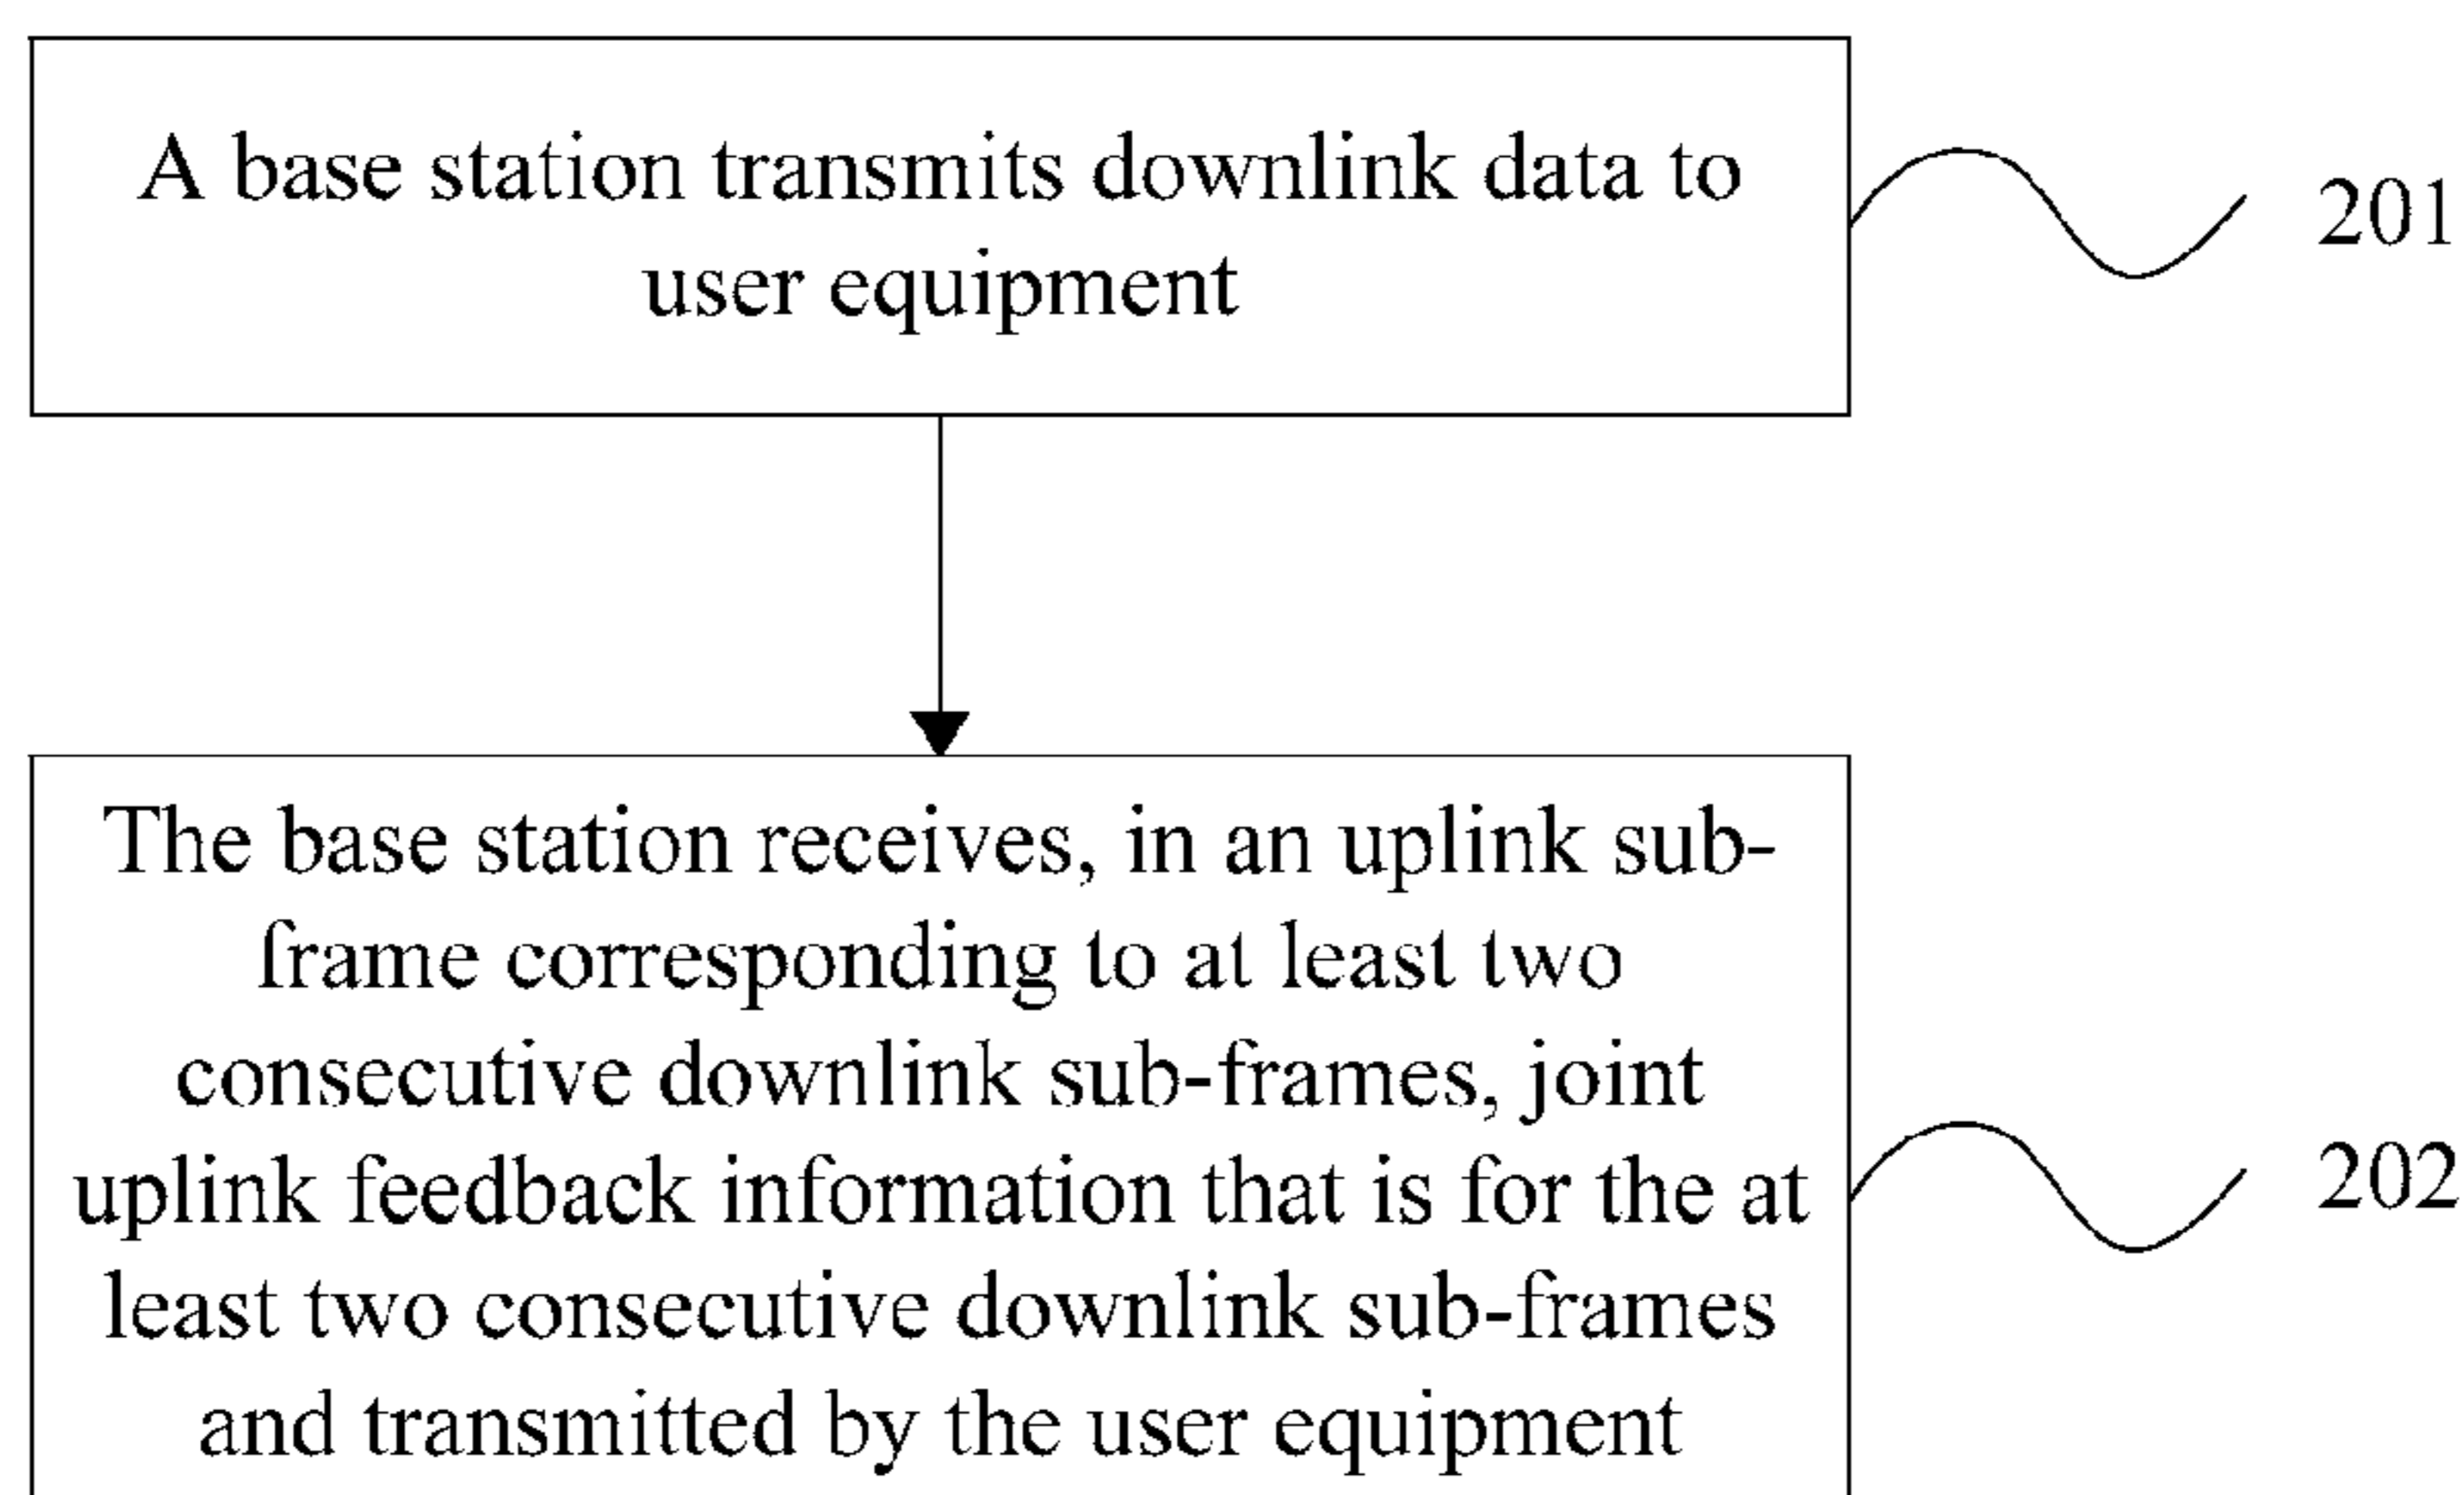 A base station transmits downlink data to
user equipment
201
The base station receives, in an uplink sub-
frame corresponding to at least two
consecutive downlink sub-frames, joint
uplink feedback information that is for the at
least two consecutive downlink sub-frames
and transmitted by the user equipment
202